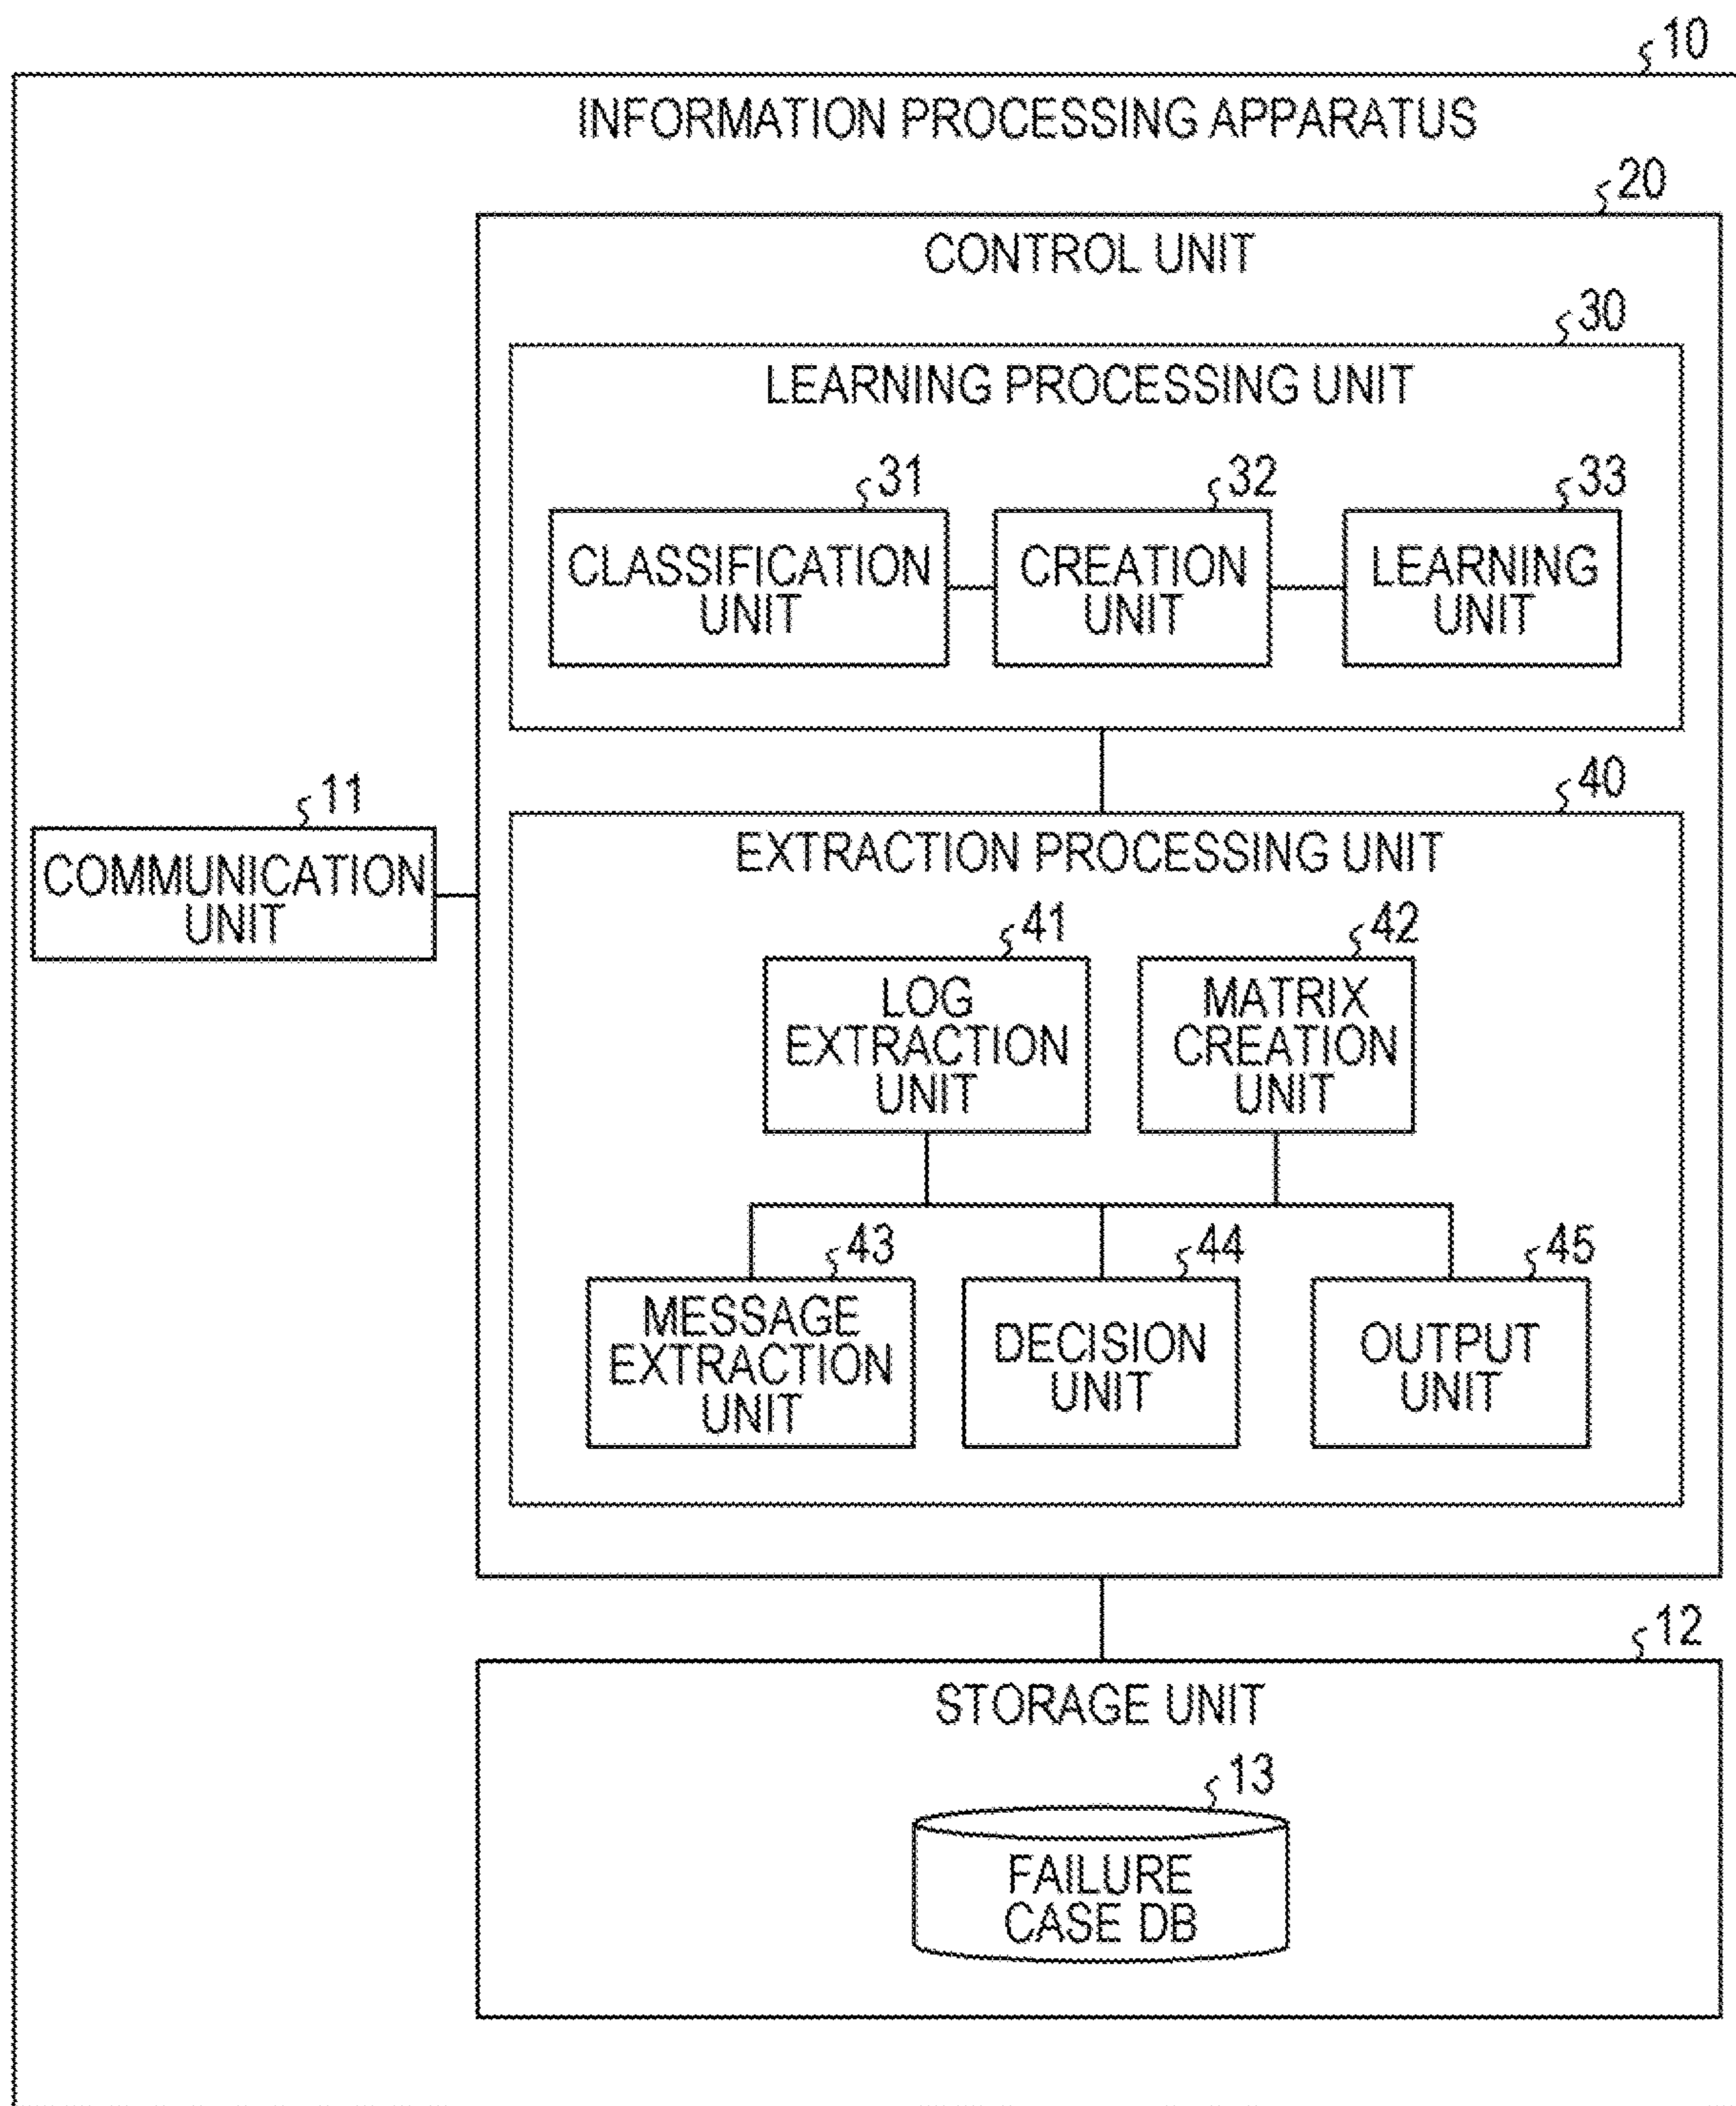 10
INFORMATION PROCESSING APPARATUS
20
CONTROL UNIT
30
LEARNING PROCESSING UNIT
31
CLASSIFICATION
UNIT
32
CREATION
UNIT
33
LEARNING
UNIT
11
COMMUNICATION
UNIT
40
EXTRACTION PROCESSING UNIT
41
LOG
EXTRACTION
UNIT
42
MATRIX
CREATION
UNIT
43
MESSAGE
EXTRACTION
UNIT
44
DECISION
UNIT
45
OUTPUT
UNIT
12
STORAGE UNIT
13
FAILURE
CASE DB